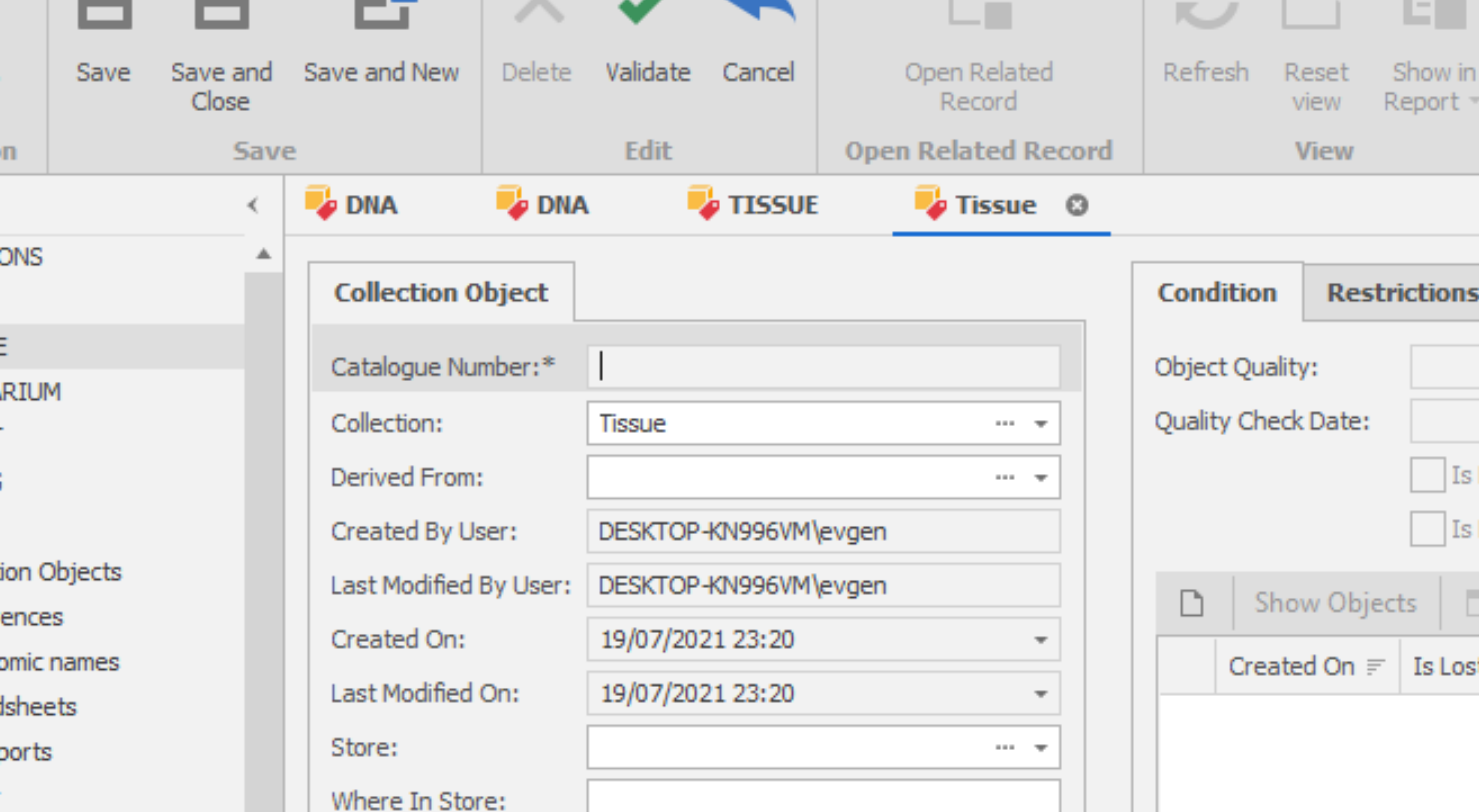 Save
Save and Close
Save and New
Delete
Validate
Cancel
Open Related Record
Refresh
Reset view
Show in Report
Save
Edit
Open Related Record
View
DNA
DNA
TISSUE
Tissue
Collection Object
Catalogue Number:*
Collection: Tissue
Derived From:
Created By User: DESKTOP-KN996VM\evgen
Last Modified By User: DESKTOP-KN996VM\evgen
Created On: 19/07/2021 23:20
Last Modified On: 19/07/2021 23:20
Store:
Where In Store:
Condition
Restrictions
Object Quality:
Quality Check Date:
Is
Is
Show Objects
Created On
Is Lost
ONS
E
ARIUM
ion Objects
ences
omic names
dsheets
ports